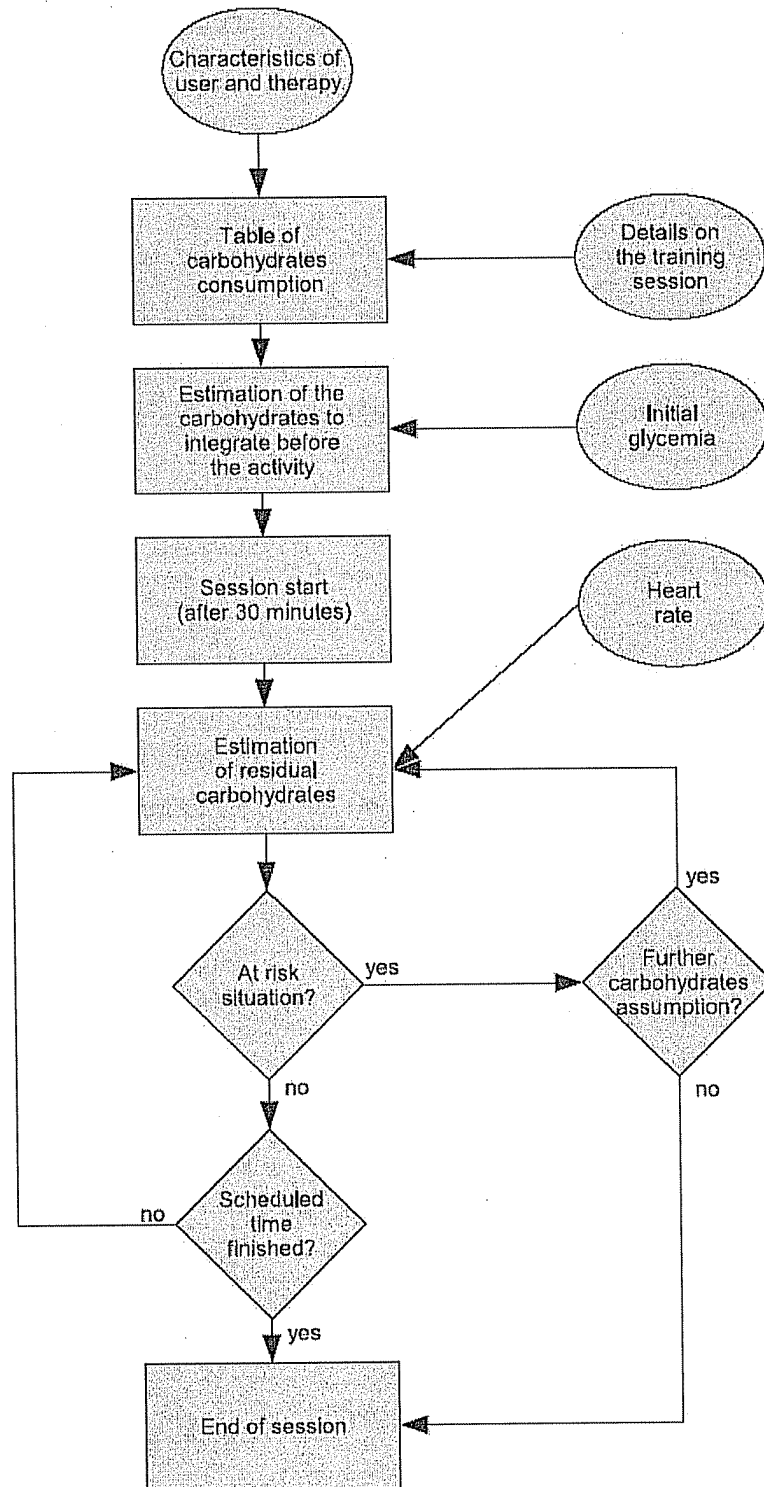 Characteristics of
user and therapy
Table of
carbohydrates
consumption
Details on
the training
session
Estimation of the
carbohydrates to
integrate before
the activity
Initial
glycemia
Session start
(after 30 minutes)
Heart
rate
Estimation
of residual
carbohydrates
At risk
situation?
yes
no
Further
carbohydrates
assumption?
yes
no
Scheduled
time
finished?
no
yes
End of session